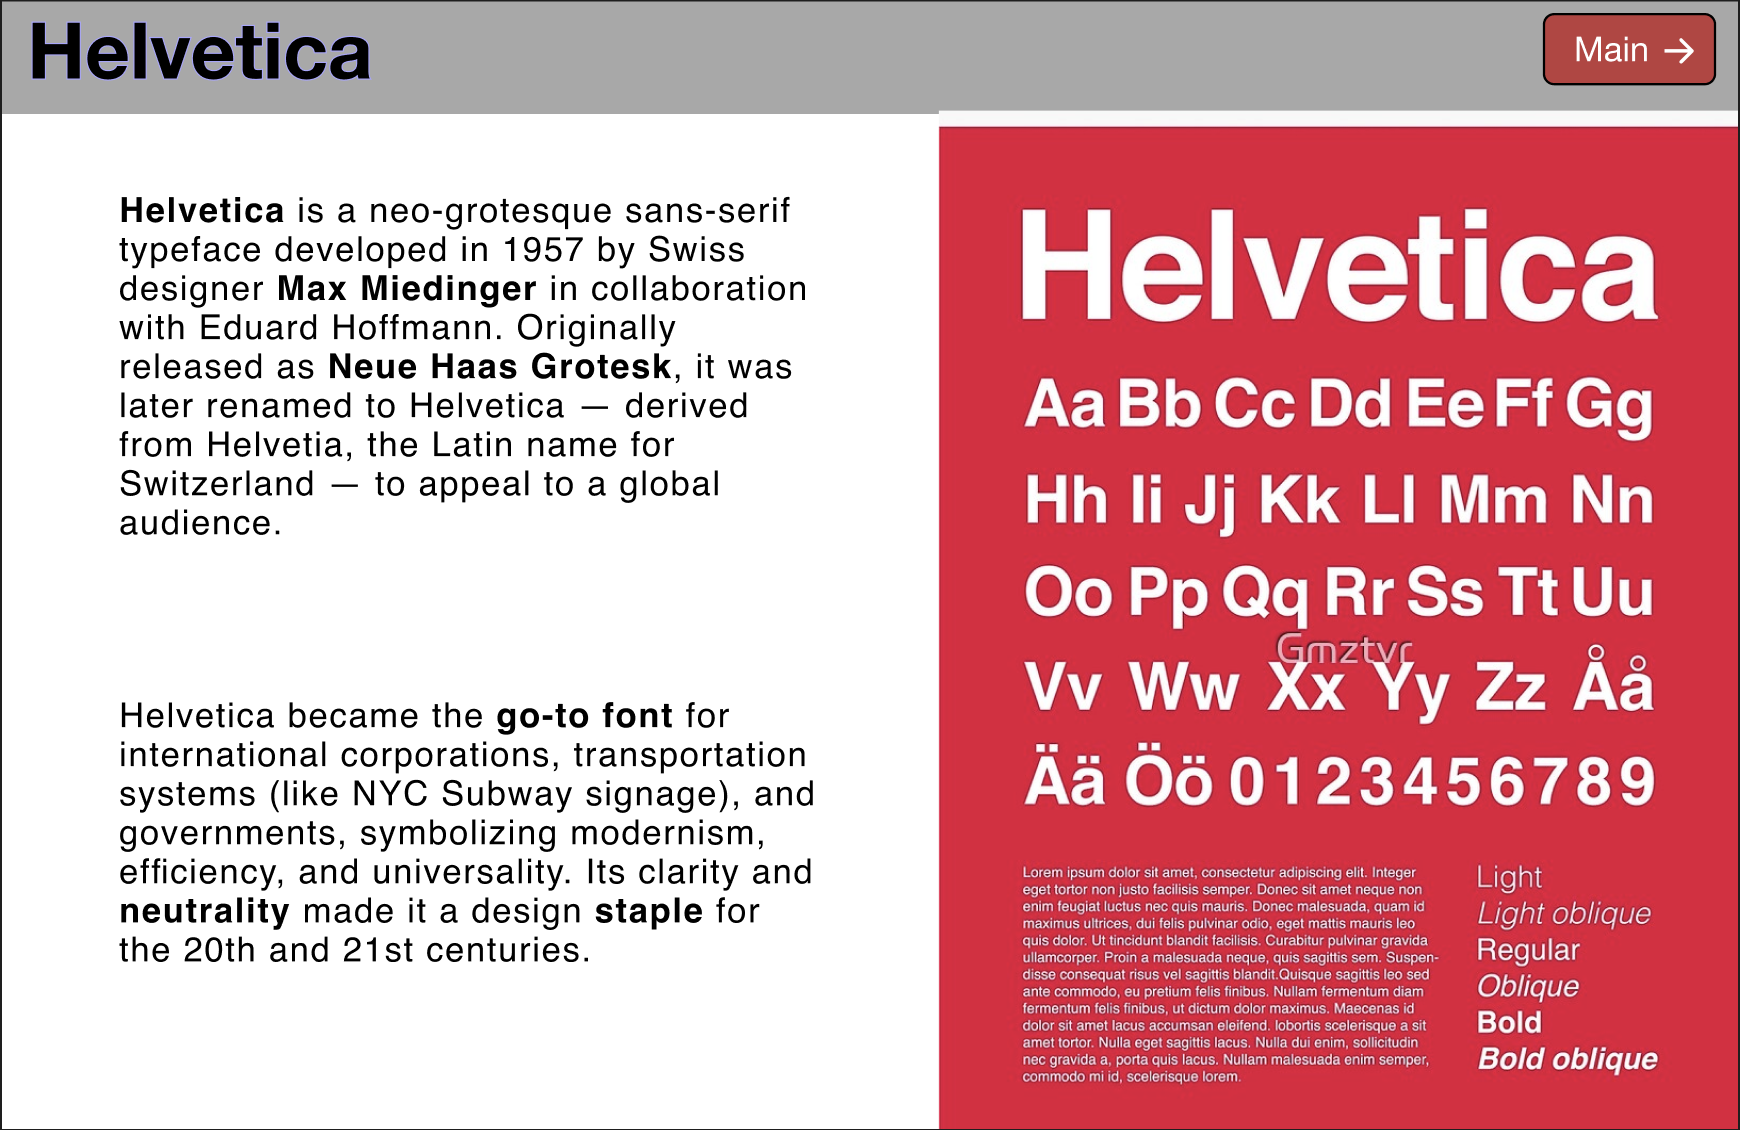 Helvetica
Main →
Helvetica is a neo-grotesque sans-serif
typeface developed in 1957 by Swiss
designer Max Miedinger in collaboration
with Eduard Hoffmann. Originally
released as Neue Haas Grotesk, it was
later renamed to Helvetica — derived
from Helvetia, the Latin name for
Switzerland — to appeal to a global
audience.
Helvetica became the go-to font for
international corporations, transportation
systems (like NYC Subway signage), and
governments, symbolizing modernism,
efficiency, and universality. Its clarity and
neutrality made it a design staple for
the 20th and 21st centuries.
Helvetica
Aa Bb Cc Dd Ee Ff Gg
Hh Ii Jj Kk Ll Mm Nn
Oo Pp Qq Rr Ss Tt Uu
Gmztvr
Vv Ww Xx Yy Zz Åå
Ää Öö 0123456789
Lorem ipsum dolor sit amet, consectetur adipiscing elit. Integer
eget tortor non justo facilisis semper. Donec sit amet neque non
enim feugiat luctus nec quis mauris. Donec malesuada, quam id
maximus ultrices, dui felis pulvinar odio, eget mattis mauris leo
quis dolor. Ut tincidunt blandit facilisis. Curabitur pulvinar gravida
ullamcorper. Proin a malesuada neque, quis sagittis sem. Suspen-
disse consequat risus vel sagittis blandit.Quisque sagittis leo sed
ante commodo, eu pretium felis finibus. Nullam fermentum diam
fermentum felis finibus, ut dictum dolor maximus. Maecenas id
dolor sit amet lacus accumsan eleifend. lobortis scelerisque a sit
amet tortor. Nulla eget sagittis lacus. Nulla dui enim, sollicitudin
nec gravida a, porta quis lacus. Nullam malesuada enim semper,
commodo mi id, scelerisque lorem.
Light
Light oblique
Regular
Oblique
Bold
Bold oblique